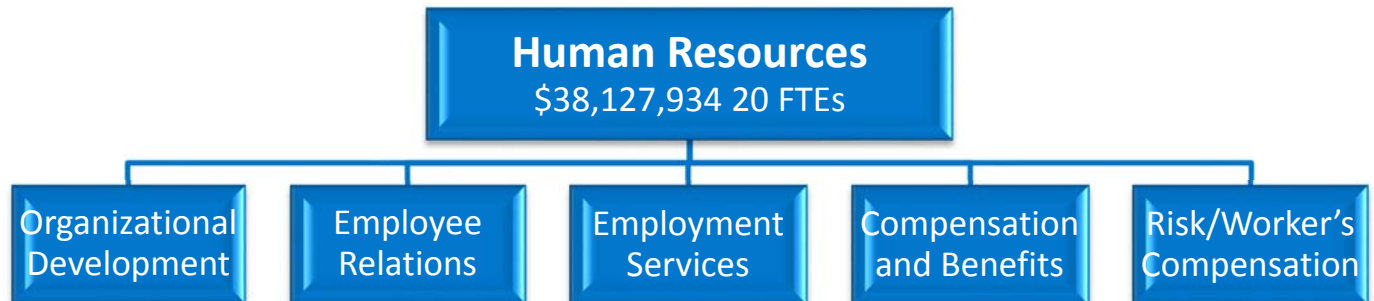 Human Resources
$38,127,934 20 FTEs
Organizational
Development
Employee
Relations
Employment
Services
Compensation
and Benefits
Risk/Worker’s
Compensation